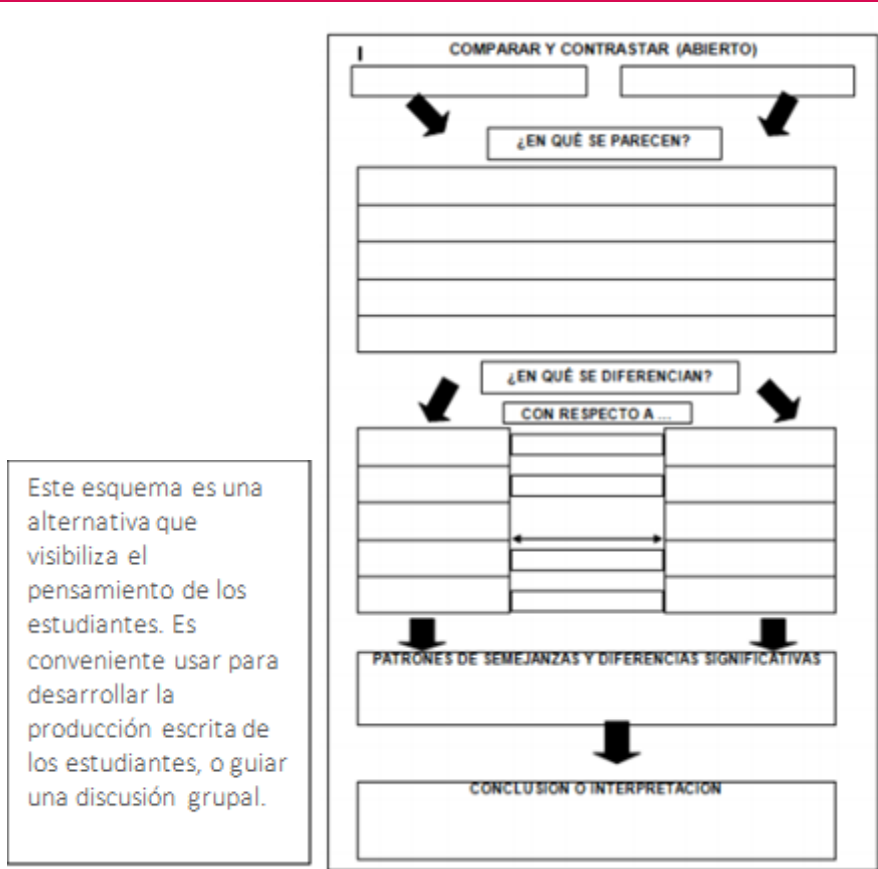 I
COMPARAR Y CONTRASTAR (ABIERTO)
¿EN QUÉ SE PARECEN?
¿EN QUÉ SE DIFERENCIAN?
CON RESPECTO A ...
PATRONES DE SEMEJANZAS Y DIFERENCIAS SIGNIFICATIVAS
CONCLUSION O INTERPRETACION
Este esquema es una
alternativa que
visibiliza el
pensamiento de los
estudiantes. Es
conveniente usar para
desarrollar la
producción escrita de
los estudiantes, o guiar
una discusión grupal.